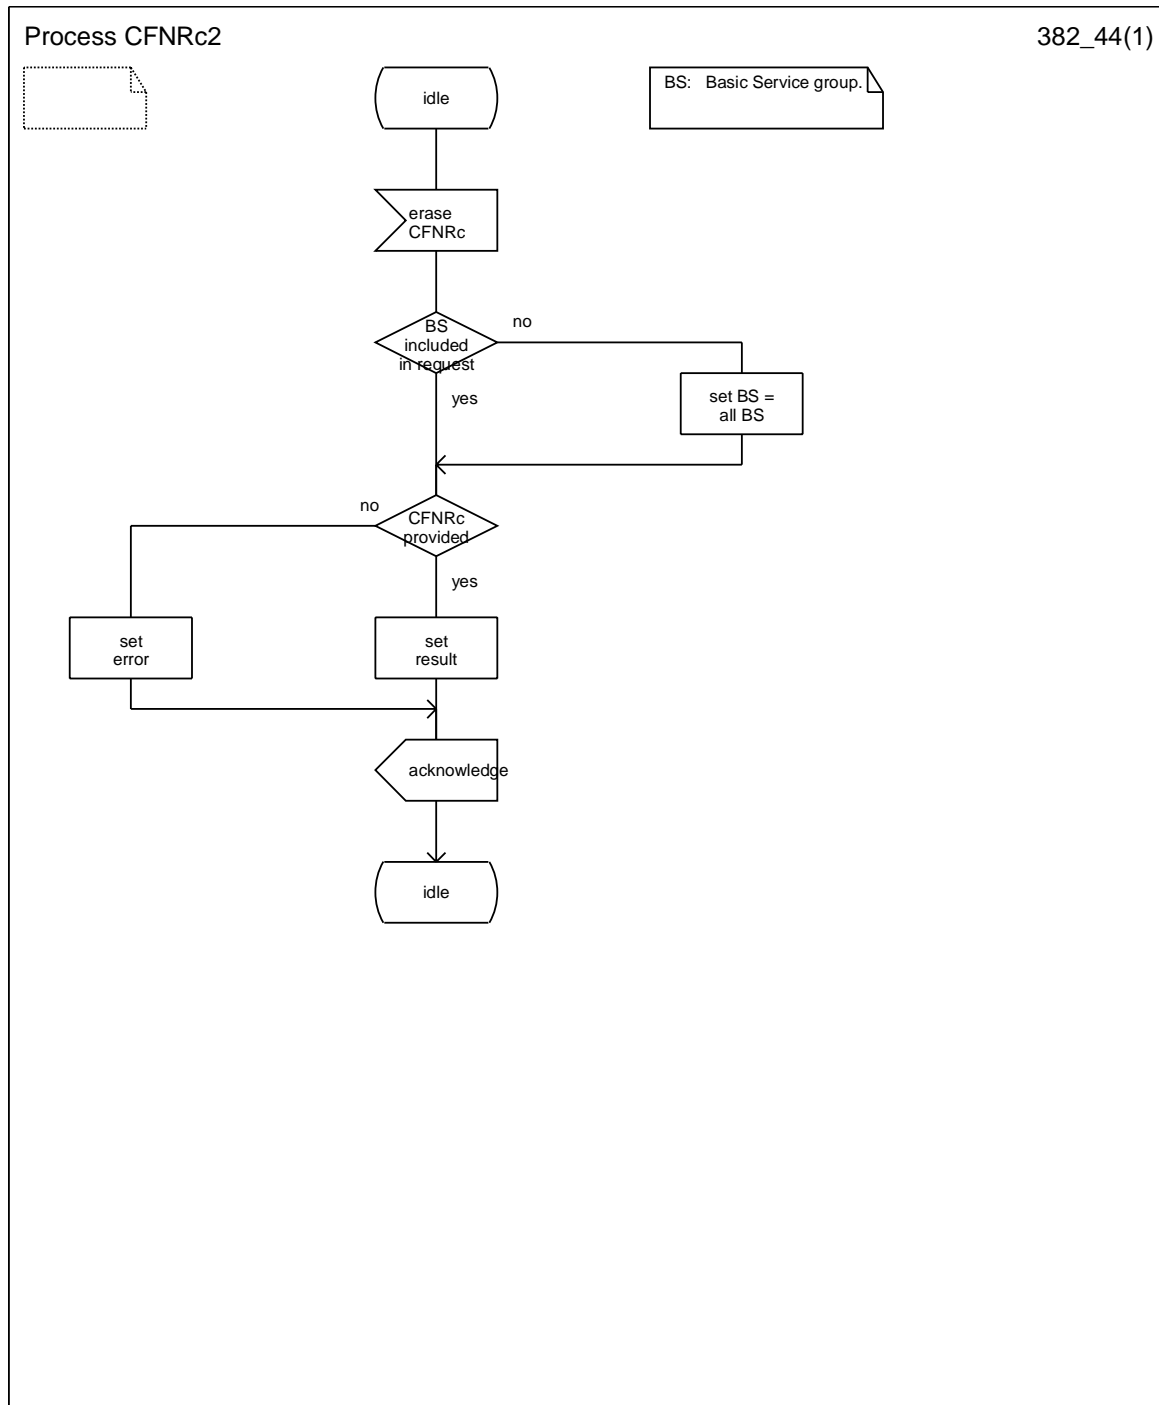 Process CFNRc2
382_44(1)
idle
BS: Basic Service group.
erase
CFNRc
BS
included
in request
no
yes
set BS =
all BS
no
CFNRc
provided
yes
set
error
set
result
acknowledge
idle